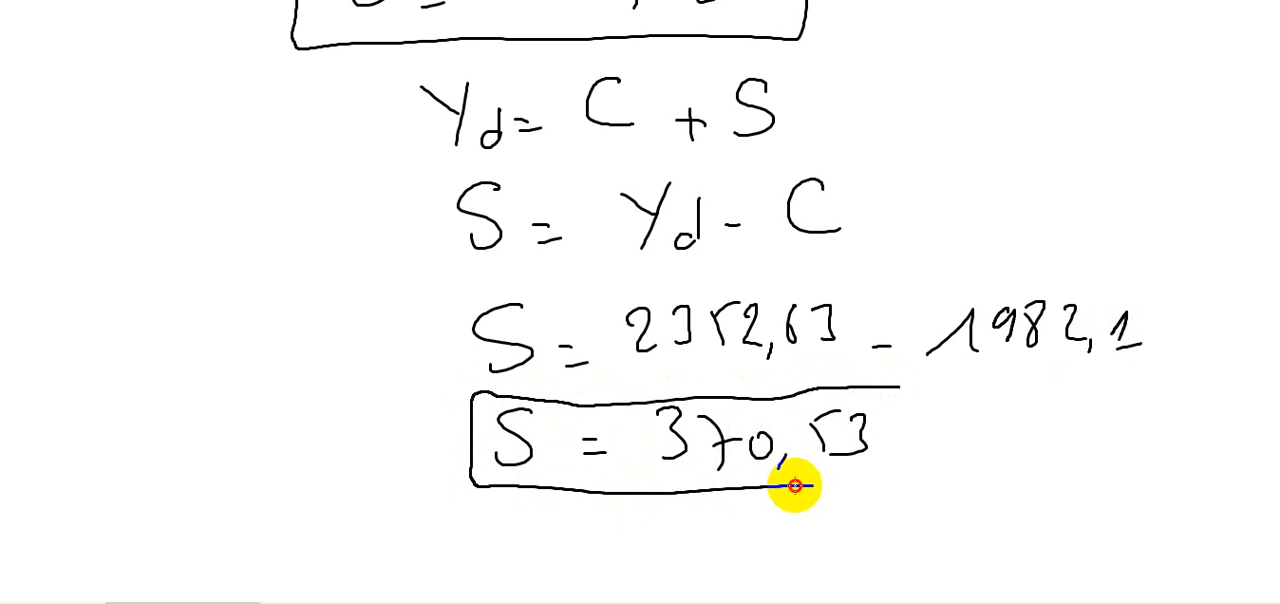 Yd = C + S
S = Yd - C
S = 2352,63 - 1982,1
S = 370,53